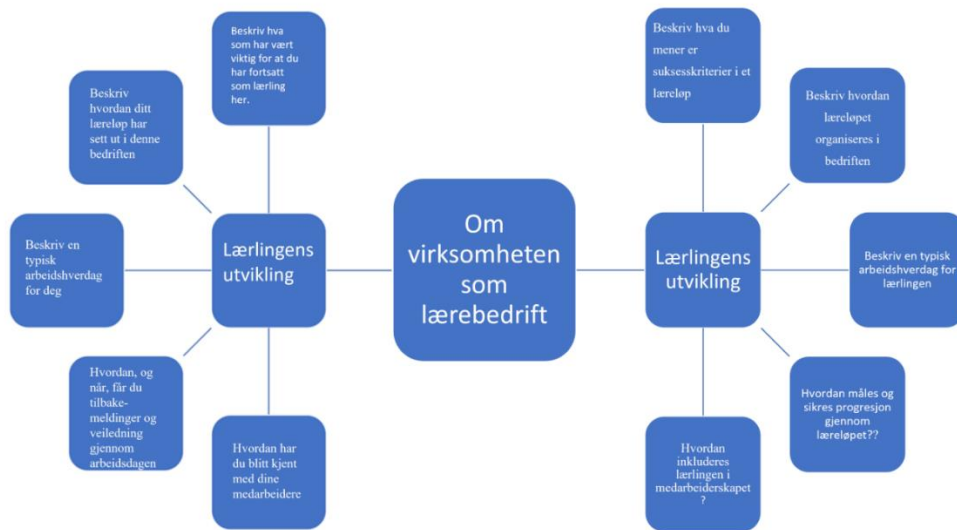 Beskriv hva
som har vært
viktig for at du
har fortsatt
som lærling
her.
Beskriv
hvordan ditt
læreløp har
sett ut i denne
bedriften
Beskriv en
typisk
arbeidshverdag
for deg
Hvordan, og
når, får du
tilbake-
meldinger og
veiledning
gjennom
arbeidsdagen
Hvordan har
du blitt kjent
med dine
medarbeidere
Lærlingens
utvikling
Om
virksomheten
som
lærebedrift
Lærlingens
utvikling
Beskriv hva du
mener er
suksesskriterier i et
læreløp
Beskriv hvordan
læreløpet
organiseres i
bedriften
Beskriv en typisk
arbeidshverdag for
lærlingen
Hvordan måles og
sikres progresjon
gjennom
læreløpet??
Hvordan
inkluderes
lærlingen i
medarbeiderskapet
?